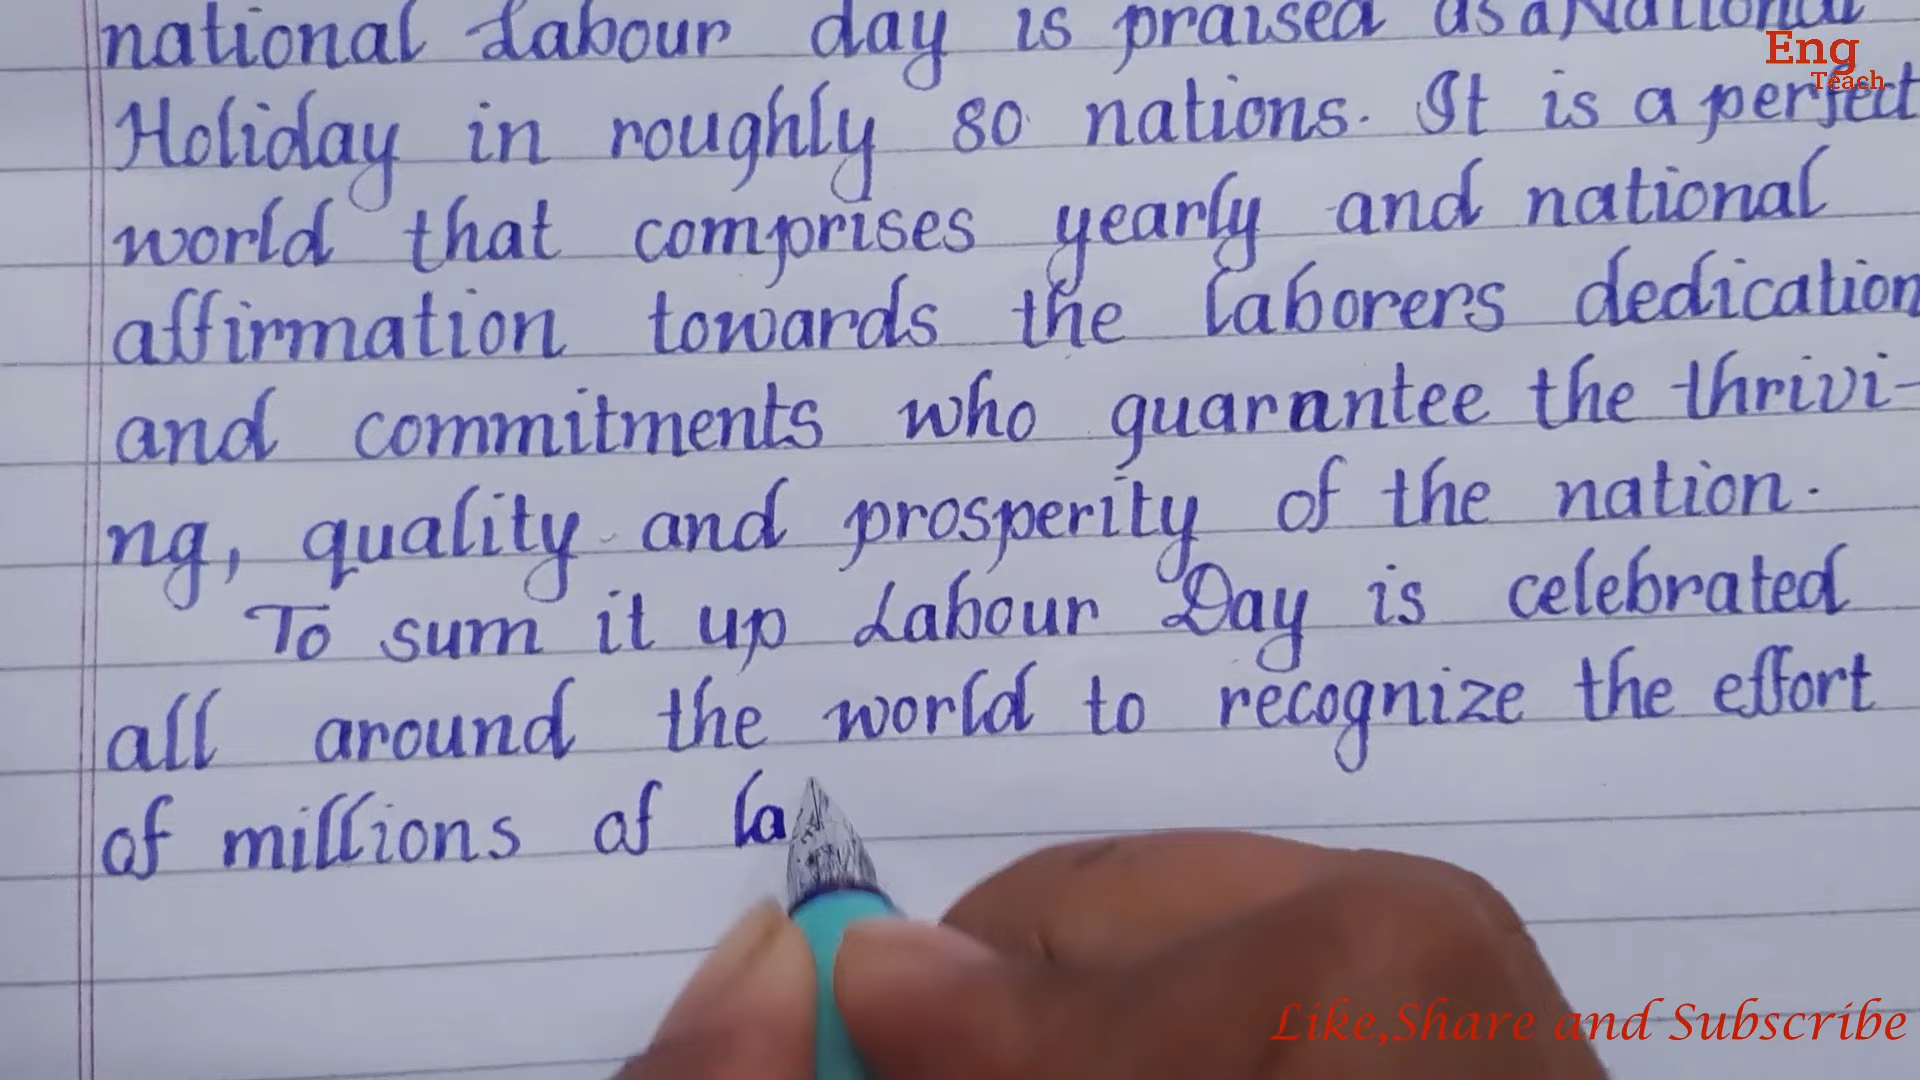 national Labour day is praised as a National
Eng
Teach
Holiday in roughly 80 nations. It is a perfect
world that comprises yearly and national
affirmation towards the laborers dedication
and commitments who guarantee the thrivi-
ng, quality and prosperity of the nation.
To sum it up Labour Day is celebrated
all around the world to recognize the effort
of millions of la
Like,Share and Subscribe